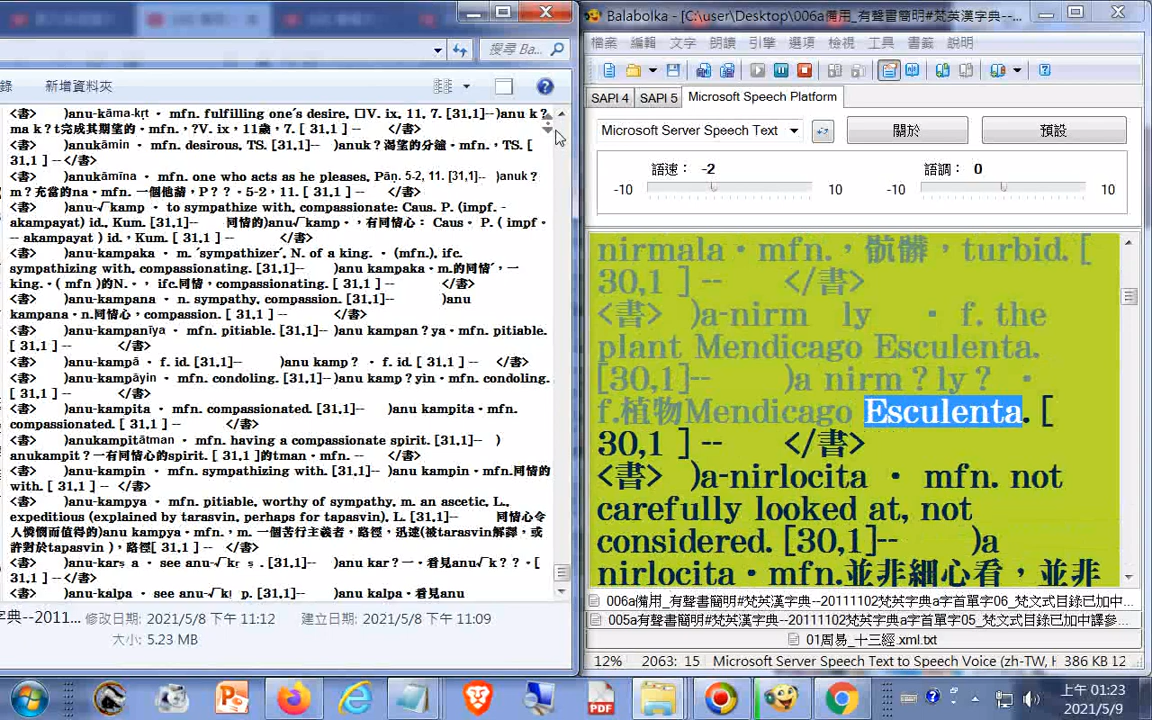 搜尋 Ba...
錄 新增資料夾
《書》 )anu-kāma-kṛt ‧ mfn. fulfilling one's desire, V. ix, 11, 7. [31,1]--)anu k?
ma k?t完成其期望的‧mfn.，?V. ix，11歲，7. [ 31,1 ] -- 〈/書〉
《書》 )anukāmin ‧ mfn. desirous, TS. [31,1]--)anuk?渴望的分鐘‧mfn.，TS. [
31,1 ] --〈/書〉
《書》 )anukāmīna ‧ mfn. one who acts as he pleases, Pāṇ. 5-2, 11. [31,1]-- )anuk?
m?充當的na‧mfn. 一個他請，P??‧5-2，11. [ 31,1 ] 〈/書〉
《書》 )anu-√kamp ‧ to sympathize with, compassionate: Caus. P. (impf. -
akampayat) id., Kum. [31,1]-- 同情的)anu√kamp‧，有同情心： Caus‧ P. ( impf‧
-- akampayat ) id.，Kum. [ 31,1 ] 〈/書〉
《書》 )anu-kampaka ‧ m. 'sympathizer', N. of a king. ‧ (mfn.), ifc.
sympathizing with, compassionating. [31,1]-- )anu kampaka‧m.的同情'，一
king.‧( mfn )的N.‧， ifc.同情，compassionating. [ 31,1 ] 〈/書〉
《書》 )anu-kampana ‧ n. sympathy, compassion. [31,1]-- )anu
kampana‧n.同情心，compassion. [ 31,1 ] -- 〈/書〉
《書》 )anu-kampanīya ‧ mfn. pitiable. [31,1]--)anu kampan?ya‧mfn. pitiable.
[ 31,1 ] -- 〈/書〉
《書》 )anu-kampā ‧ f. id. [31,1] )anu kamp? ‧ f. id. [ 31,1 ] -- 〈/書〉
《書》 )anu-kampāyin ‧ mfn. condoling. [31,1]--)anu kamp?yin‧mfn. condoling.
[ 31,1 ] -- 〈/書〉
《書》 )anu-kampita ‧ mfn. compassionated. [31,1]--)anu kampita‧mfn.
compassionated. [ 31,1 ] -- 〈/書〉
《書》 )anukampitātman ‧ mfn. having a compassionate spirit. [31,1]-- )
anukampit?一有同情心的spirit. [ 31,1 ]的tman‧mfn. 〈/書〉
《書》 )anu-kampin ‧ mfn. sympathizing with. [31,1]--)anu kampin‧mfn.同情的
with. [ 31,1 ] -- 〈/書〉
《書》 )anu-kampya ‧ mfn. pitiable, worthy of sympathy, m. an ascetic, L.,
expeditious (explained by tarasvin, perhaps for tapasvin), L. [31,1]-- 同情心令
人憐憫而值得的)anu kampya‧mfn.，m. 一個苦行主義者，路徑，迅速(被tarasvin解釋，或
許對於tapasvin )，路徑[ 31,1 ] -- 〈/書〉
《書》 )anu-karṣ a ‧ see anu-√kṛ ṣ . [31,1]--)anu kar?一‧看見anu√k??‧[
31,1 ] --〈/書〉
《書》 )anu-kalpa ‧ see anu-√kḷ p. [31,1]--)anu kalpa‧看見anu
字典--2011... 修改日期: 2021/5/8 下午 11:12 建立日期: 2021/5/8 下午 11:09
大小: 5.23 MB
Balabolka - [C:\user\Desktop\006a備用_有聲書簡明#梵英漢字典--...
檔案 編輯 文字 朗讀 引擎 選項 檢視 工具 書籤 說明
SAPI 4 SAPI 5 Microsoft Speech Platform
Microsoft Server Speech Text 關於 預設
語速： -2 語調： 0
-10 10 -10 10
nirmala‧mfn.，骯髒，turbid. [
30,1 ] -- 〈/書〉
〈書〉 )a-nirm ly ‧ f. the
plant Mendicago Esculenta.
[30,1]-- )a nirm?ly? ‧
f.植物Mendicago Esculenta. [
30,1 ] -- 〈/書〉
〈書〉 )a-nirlocita ‧ mfn. not
carefully looked at, not
considered. [30,1]-- )a
nirlocita‧mfn.並非細心看，並非
006a備用_有聲書簡明#梵英漢字典--20111102梵英漢字典a字首單字06_梵文式目錄已加中...
005a有聲書簡明#梵英漢字典--20111102梵英漢字典a字首單字05_梵文式目錄已加中譯參...
01周易_十三經.xml.txt
12% 2063: 15 Microsoft Server Speech Text to Speech Voice (zh-TW, H 386 KB 12
上午 01:23
2021/5/9